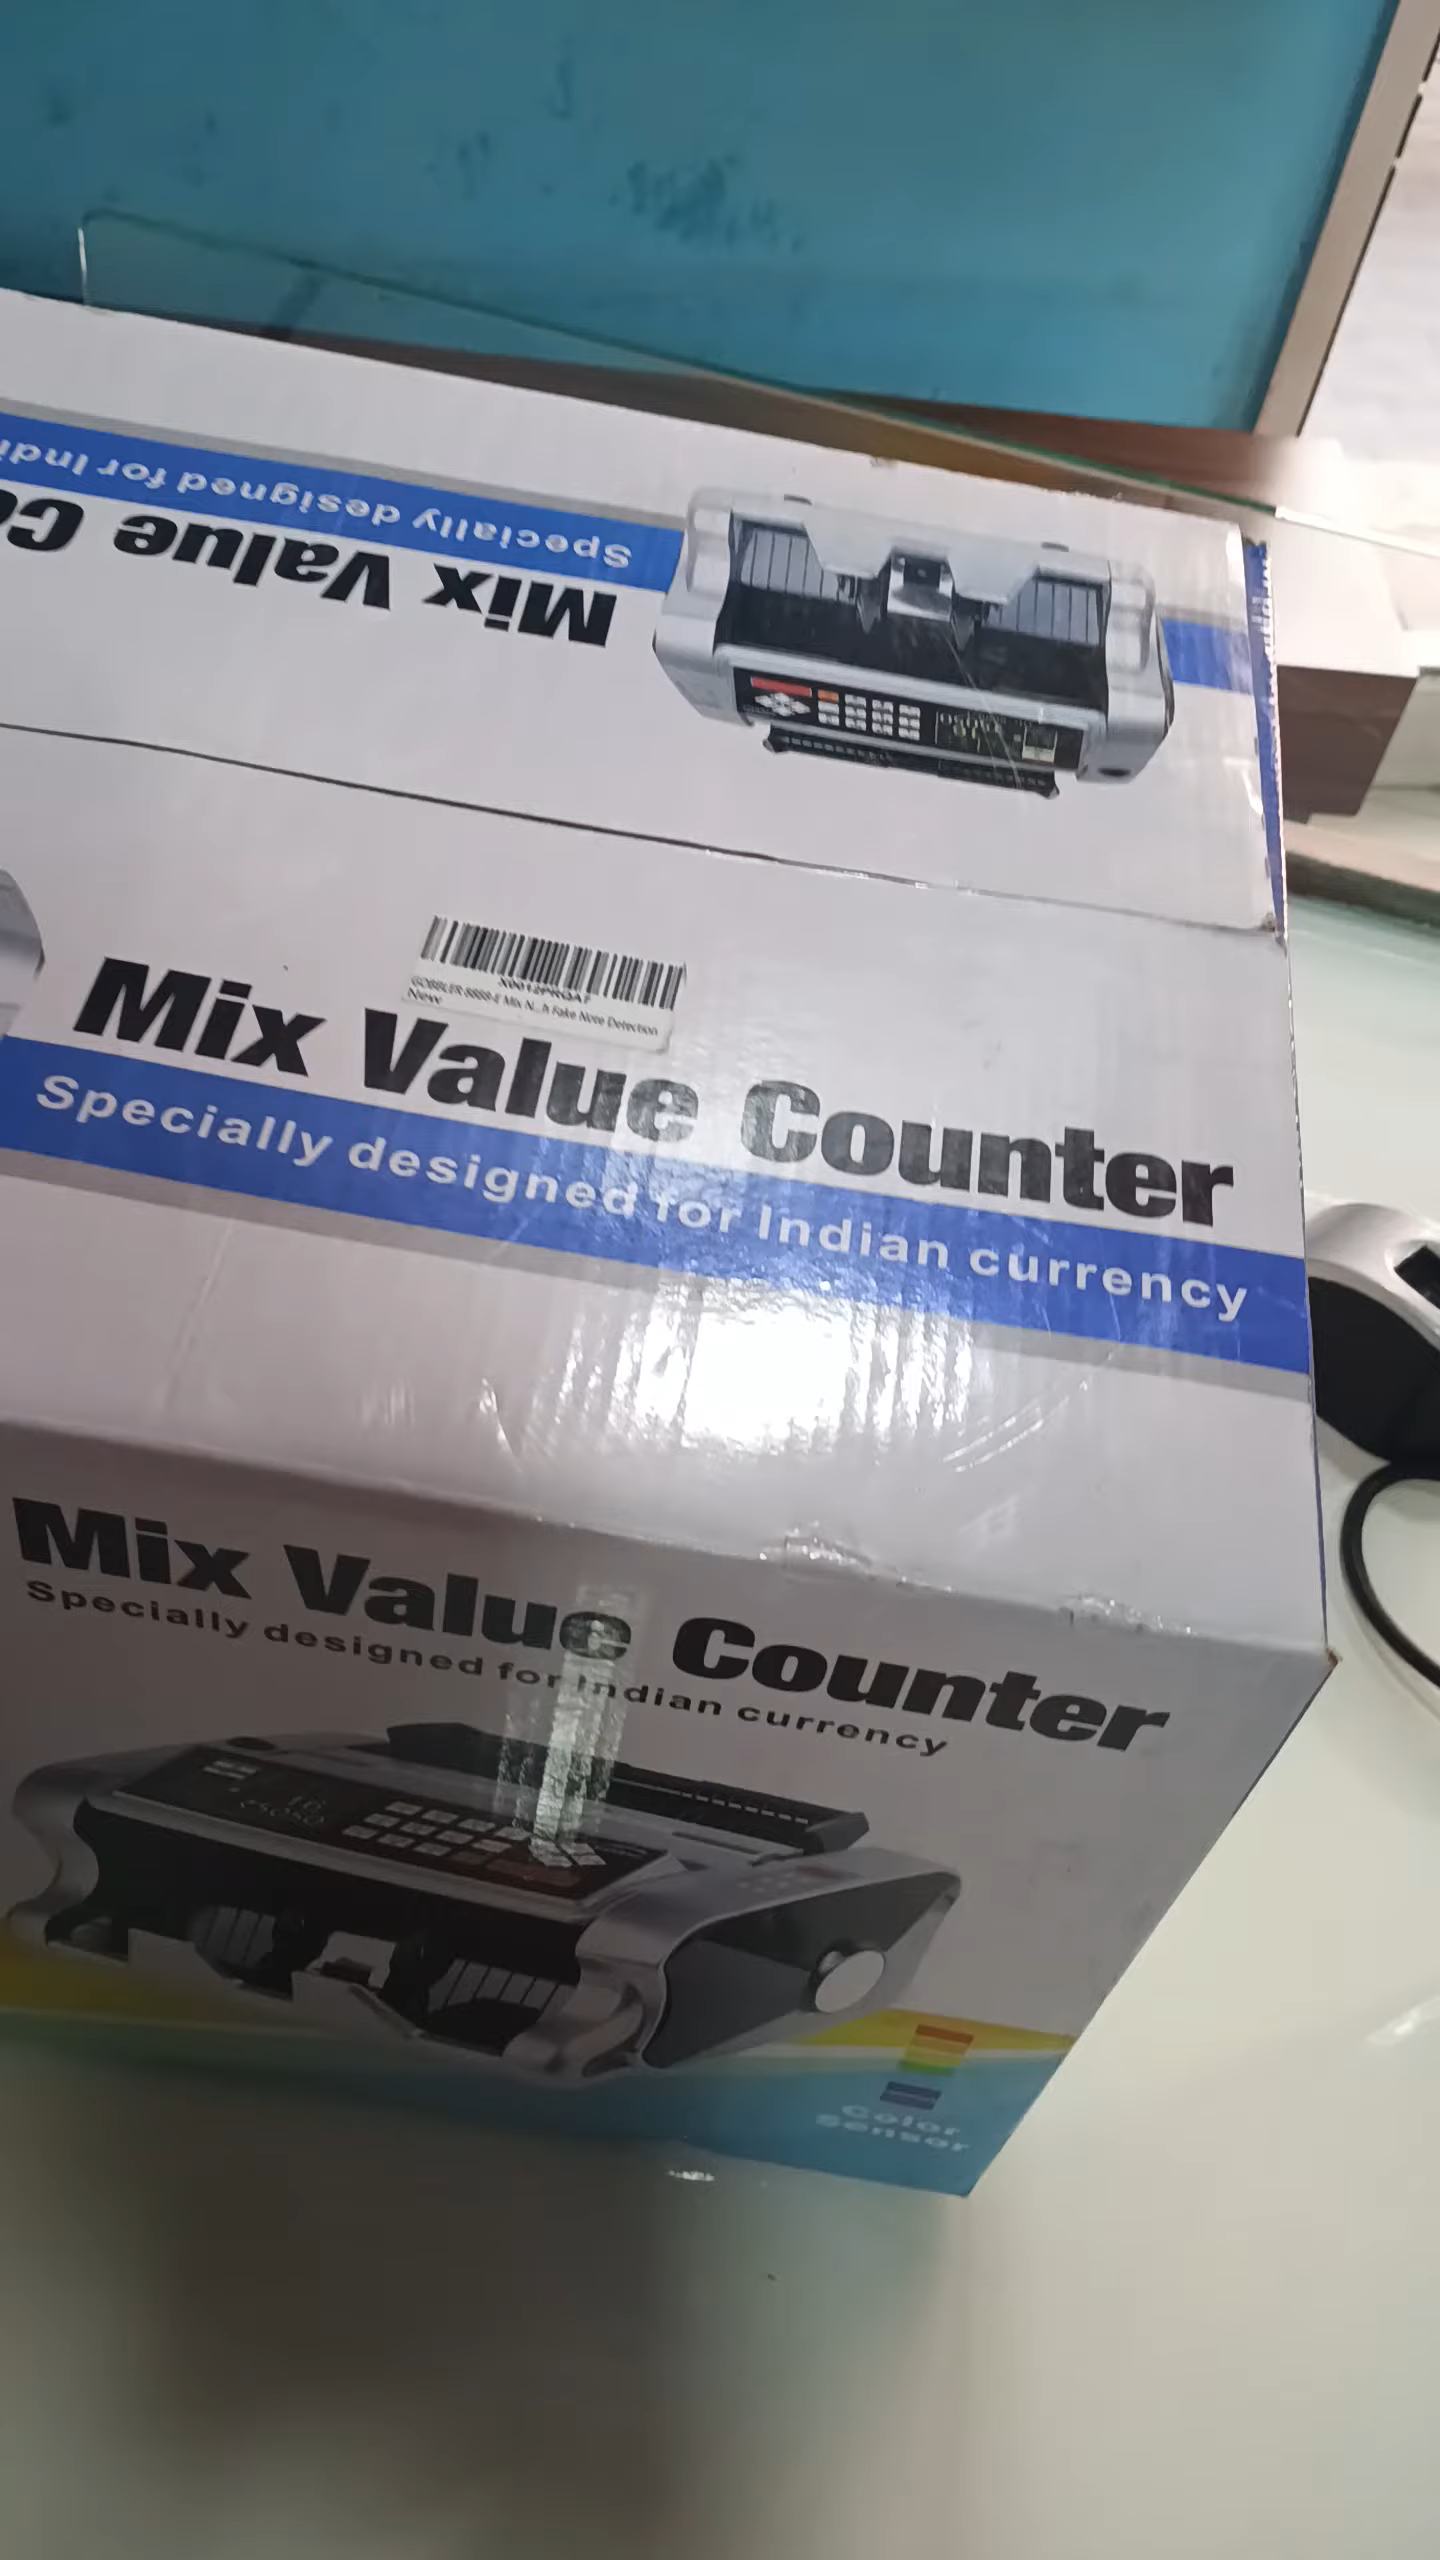 Specially designed for Indi
Mix Value Co
GOBBLER 8888-E Mix N...h Fake Note Detection
New
Mix Value Counter
Specially designed for Indian currency
Mix Value Counter
Specially designed for Indian currency
Color
Sensor